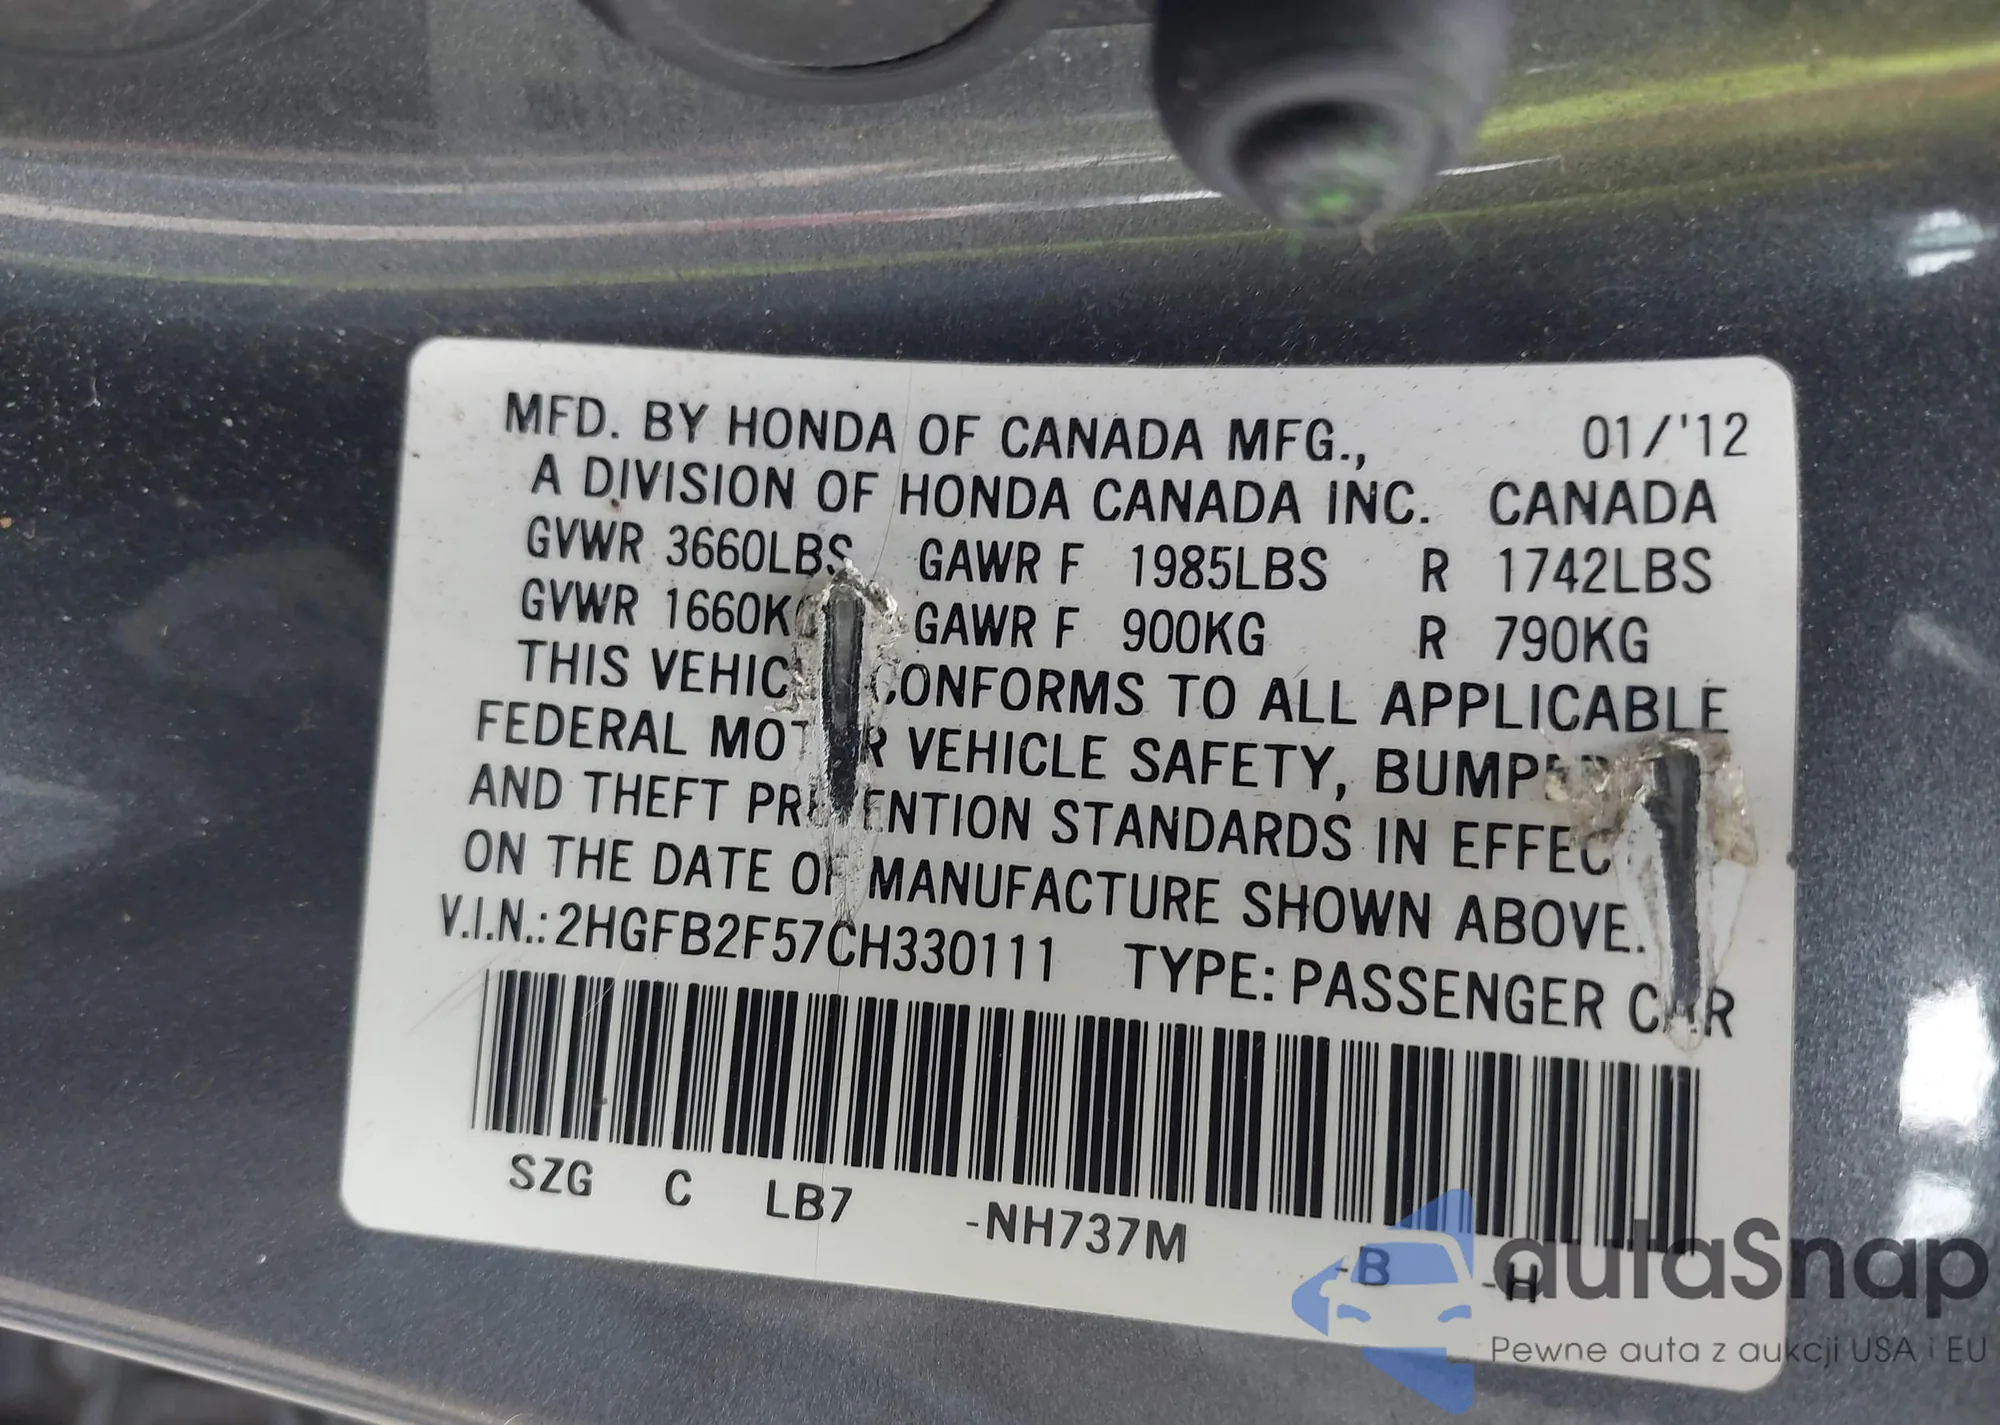 MFD. BY HONDA OF CANADA MFG., 01/'12
A DIVISION OF HONDA CANADA INC. CANADA
GVWR 3660LBS GAWR F 1985LBS R 1742LBS
GVWR 1660K GAWR F 900KG R 790KG
THIS VEHIC CONFORMS TO ALL APPLICABLE
FEDERAL MOT R VEHICLE SAFETY, BUMP
AND THEFT PR ENTION STANDARDS IN EFFEC
ON THE DATE OF MANUFACTURE SHOWN ABOVE.
V.I.N.: 2HGFB2F57CH330111 TYPE: PASSENGER CAR
SZG C LB7 -NH737M -B -H
autaSnap
Pewne auta z aukcji USA i EU